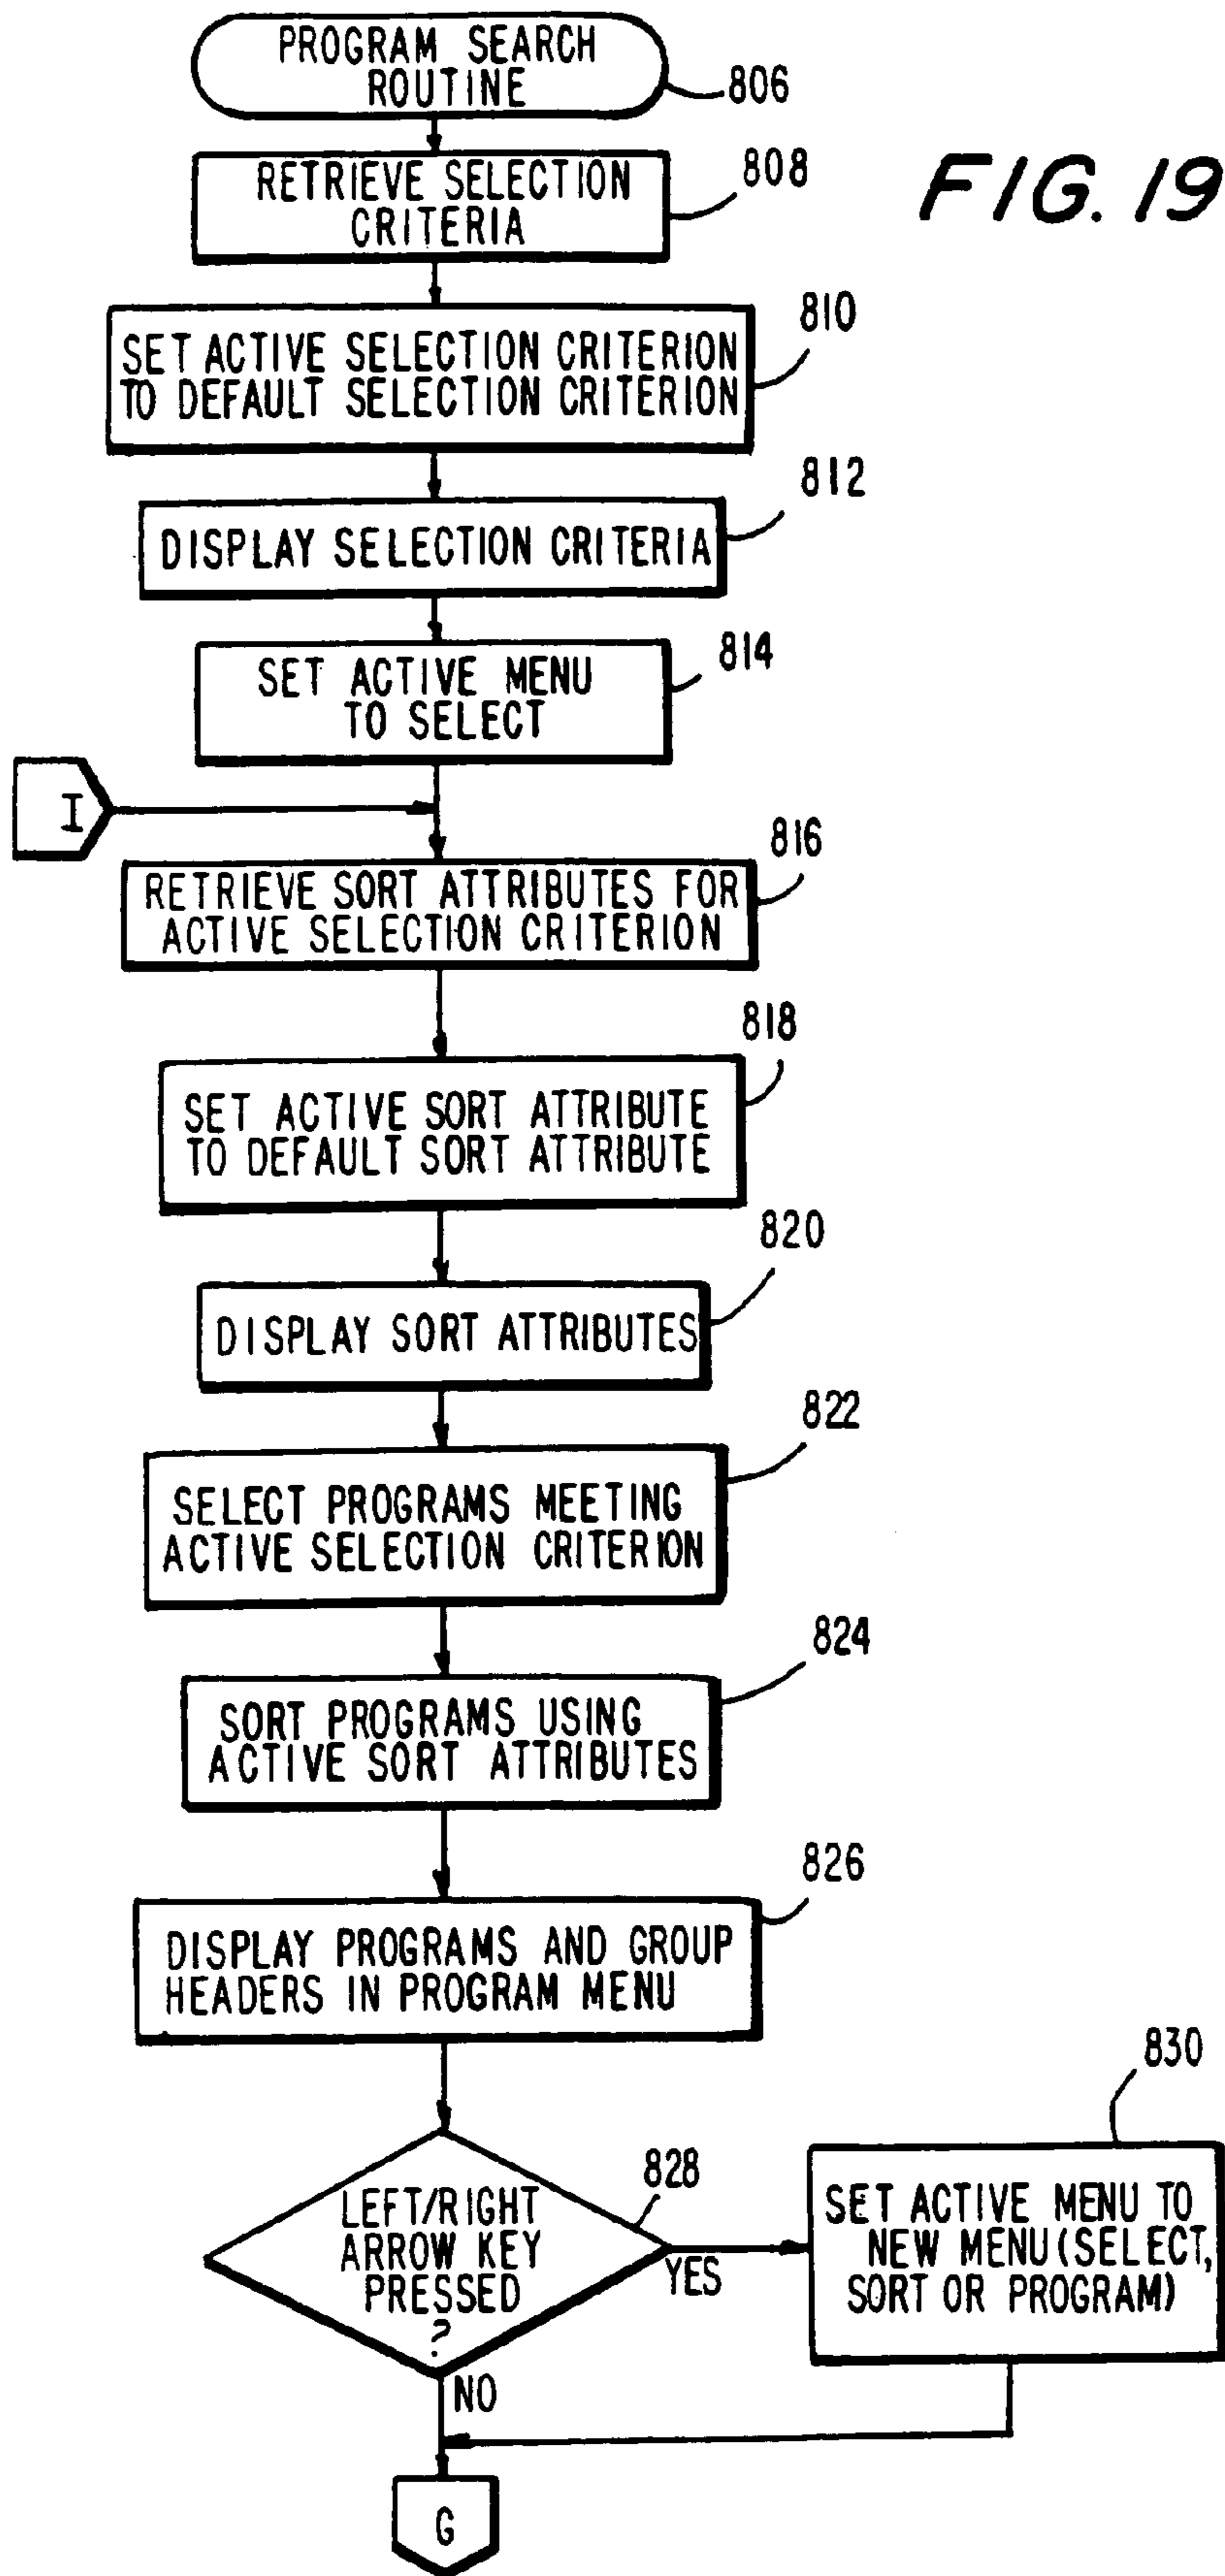 PROGRAM SEARCH
ROUTINE
806
FIG. 19
RETRIEVE SELECTION
CRITERIA
808
SET ACTIVE SELECTION CRITERION
TO DEFAULT SELECTION CRITERION
810
DISPLAY SELECTION CRITERIA
812
SET ACTIVE MENU
TO SELECT
814
I
RETRIEVE SORT ATTRIBUTES FOR
ACTIVE SELECTION CRITERION
816
SET ACTIVE SORT ATTRIBUTE
TO DEFAULT SORT ATTRIBUTE
818
DISPLAY SORT ATTRIBUTES
820
SELECT PROGRAMS MEETING
ACTIVE SELECTION CRITERION
822
SORT PROGRAMS USING
ACTIVE SORT ATTRIBUTES
824
DISPLAY PROGRAMS AND GROUP
HEADERS IN PROGRAM MENU
826
LEFT/RIGHT
ARROW KEY
PRESSED
?
828
YES
SET ACTIVE MENU TO
NEW MENU (SELECT,
SORT OR PROGRAM)
830
NO
G